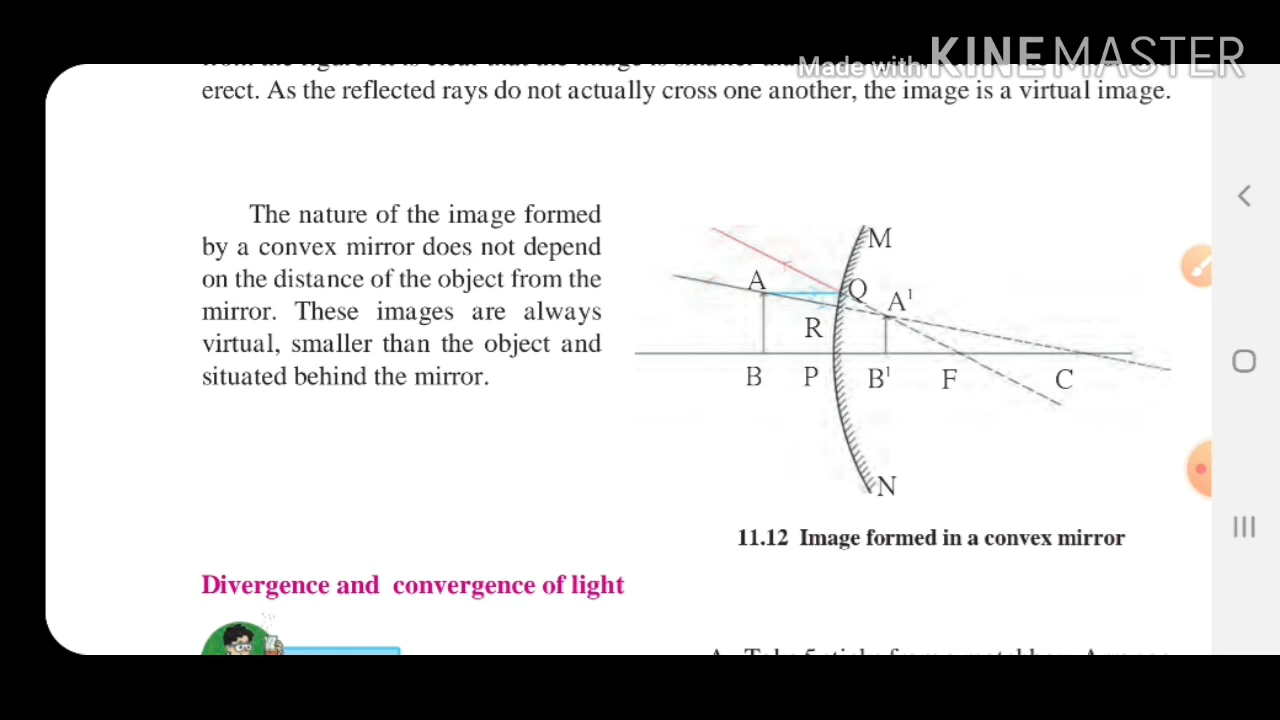 Made with KINEMASTER
erect. As the reflected rays do not actually cross one another, the image is a virtual image.
The nature of the image formed
by a convex mirror does not depend
on the distance of the object from the
mirror. These images are always
virtual, smaller than the object and
situated behind the mirror.
M
A
Q
A¹
R
B P B¹ F C
N
11.12 Image formed in a convex mirror
Divergence and convergence of light